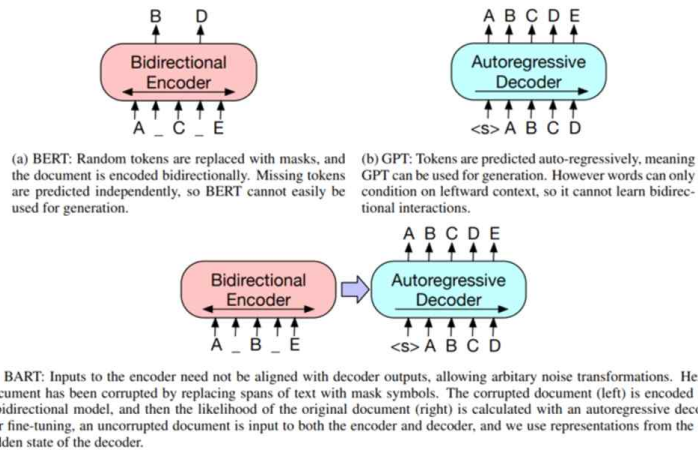 B D
Bidirectional
Encoder
A _ C _ E
A B C D E
Autoregressive
Decoder
<s> A B C D
(a) BERT: Random tokens are replaced with masks, and
the document is encoded bidirectionally. Missing tokens
are predicted independently, so BERT cannot easily be
used for generation.
(b) GPT: Tokens are predicted auto-regressively, meaning
GPT can be used for generation. However words can only
condition on leftward context, so it cannot learn bidirec-
tional interactions.
A B C D E
Bidirectional
Encoder
Autoregressive
Decoder
A _ B _ E
<s> A B C D
BART: Inputs to the encoder need not be aligned with decoder outputs, allowing arbitary noise transformations. He
cument has been corrupted by replacing spans of text with mask symbols. The corrupted document (left) is encoded
bidirectional model, and then the likelihood of the original document (right) is calculated with an autoregressive deco
r fine-tuning, an uncorrupted document is input to both the encoder and decoder, and we use representations from the
dden state of the decoder.